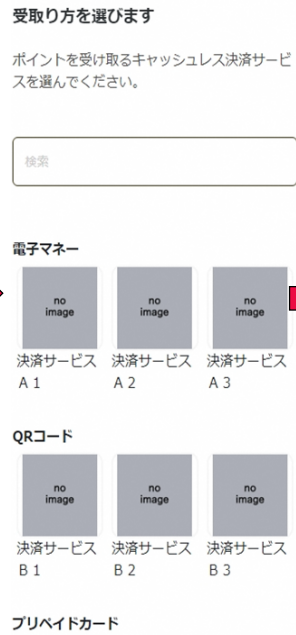 受取り方を選びます
ポイントを受け取るキャッシュレス決済サービ
スを選んでください。
検索
電子マネー
no image no image no image
決済サービス 決済サービス 決済サービス
A 1 A 2 A 3
QRコード
no image no image no image
決済サービス 決済サービス 決済サービス
B 1 B 2 B 3
プリペイドカード